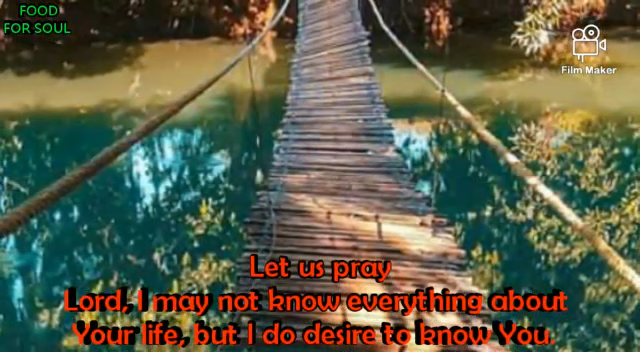 FOOD
FOR SOUL
Film Maker
Let us pray
Lord, I may not know everything about
Your life, but I do desire to know You.